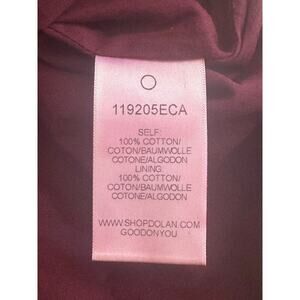 119205ECA
SELF:
100% COTTON/
COTON/BAUMWOLLE
COTONE/ALGODON
LINING:
100% COTTON/
COTON/BAUMWOLLE
COTONE/ALGODON
WWW.SHOPDOLAN.COM
GOODONYOU